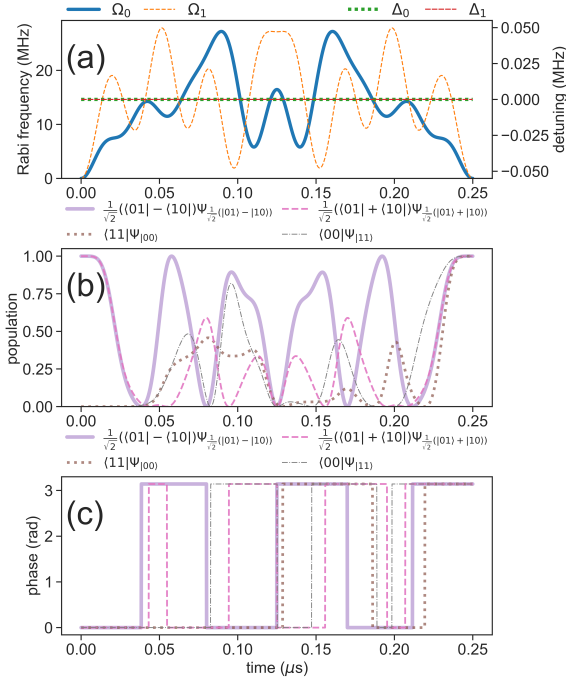 Ω₀ Ω₁ Δ₀ Δ₁
(a)
Rabi frequency (MHz)
0 10 20
detuning (MHz)
0.050
0.025
0.000
−0.025
−0.050
0.00 0.05 0.10 0.15 0.20 0.25
1/√2(⟨01| − ⟨10|)Ψ 1/√2(|01⟩ − |10⟩) 1/√2(⟨01| + ⟨10|)Ψ 1/√2(|01⟩ + |10⟩)
⟨11|Ψ|00⟩ ⟨00|Ψ|11⟩
(b)
population
1.00
0.75
0.50
0.25
0.00
0.00 0.05 0.10 0.15 0.20 0.25
1/√2(⟨01| − ⟨10|)Ψ 1/√2(|01⟩ − |10⟩) 1/√2(⟨01| + ⟨10|)Ψ 1/√2(|01⟩ + |10⟩)
⟨11|Ψ|00⟩ ⟨00|Ψ|11⟩
(c)
phase (rad)
3
2
1
0
0.00 0.05 0.10 0.15 0.20 0.25
time (μs)